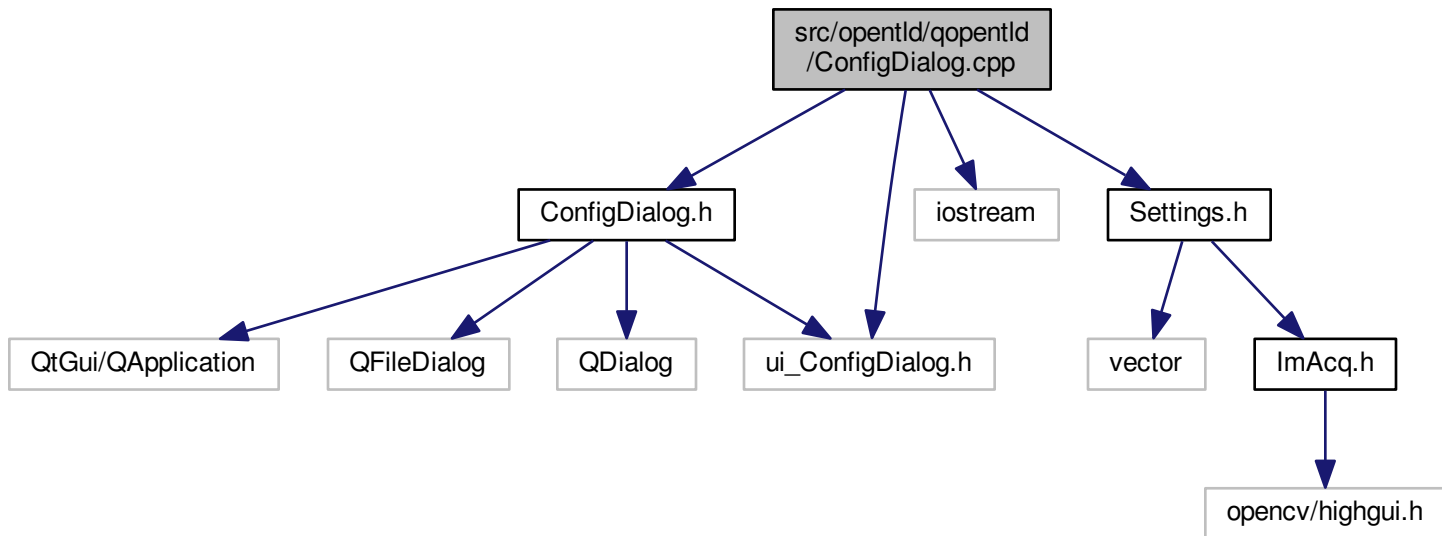 src/opentld/qopentld
/ConfigDialog.cpp
ConfigDialog.h
iostream
Settings.h
QtGui/QApplication
QFileDialog
QDialog
ui_ConfigDialog.h
vector
ImAcq.h
opencv/highgui.h